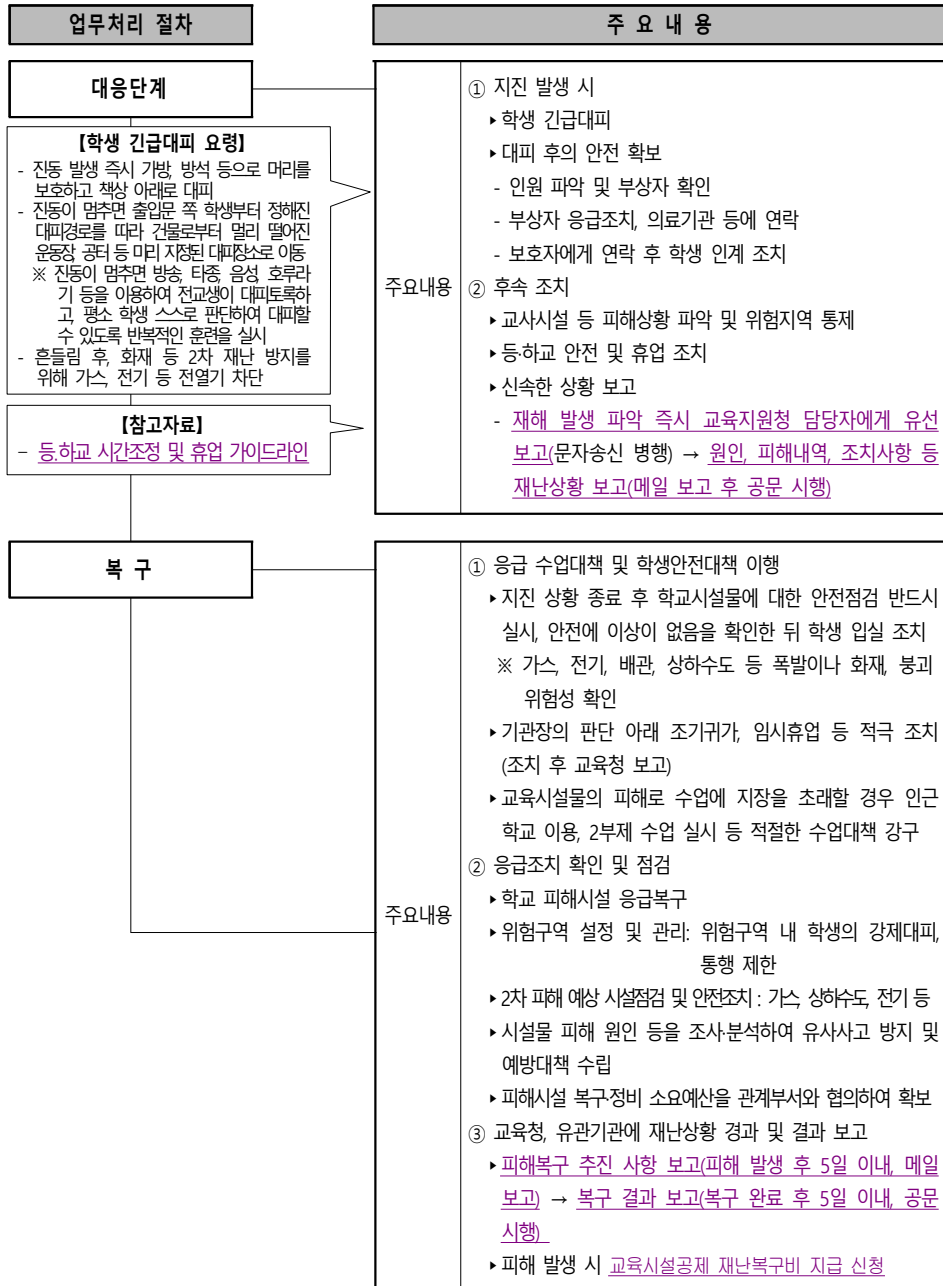 업무처리 절차
주 요 내 용
대응단계
【학생 긴급대피 요령】
- 진동 발생 즉시 가방, 방석 등으로 머리를
보호하고 책상 아래로 대피
- 진동이 멈추면 출입문 쪽 학생부터 정해진
대피경로를 따라 건물로부터 멀리 떨어진
운동장, 공터 등 미리 지정된 대피장소로 이동
※ 진동이 멈추면 방송, 타종, 음성, 호루라
기 등을 이용하여 전교생이 대피토록하
고, 평소 학생 스스로 판단하여 대피할
수 있도록 반복적인 훈련을 실시
- 흔들림 후, 화재 등 2차 재난 방지를
위해 가스, 전기 등 전열기 차단
【참고자료】
- 등.하교 시간조정 및 휴업 가이드라인
주요내용
① 지진 발생 시
▸학생 긴급대피
▸대피 후의 안전 확보
- 인원 파악 및 부상자 확인
- 부상자 응급조치, 의료기관 등에 연락
- 보호자에게 연락 후 학생 인계 조치
② 후속 조치
▸교사시설 등 피해상황 파악 및 위험지역 통제
▸등·하교 안전 및 휴업 조치
▸신속한 상황 보고
- 재해 발생 파악 즉시 교육지원청 담당자에게 유선
보고(문자송신 병행) → 원인, 피해내역, 조치사항 등
재난상황 보고(메일 보고 후 공문 시행)
복 구
주요내용
① 응급 수업대책 및 학생안전대책 이행
▸지진 상황 종료 후 학교시설물에 대한 안전점검 반드시
실시, 안전에 이상이 없음을 확인한 뒤 학생 입실 조치
※ 가스, 전기, 배관, 상하수도 등 폭발이나 화재, 붕괴
위험성 확인
▸기관장의 판단 아래 조기귀가, 임시휴업 등 적극 조치
(조치 후 교육청 보고)
▸교육시설물의 피해로 수업에 지장을 초래할 경우 인근
학교 이용, 2부제 수업 실시 등 적절한 수업대책 강구
② 응급조치 확인 및 점검
▸학교 피해시설 응급복구
▸위험구역 설정 및 관리: 위험구역 내 학생의 강제대피,
통행 제한
▸2차 피해 예상 시설점검 및 안전조치 : 가스, 상하수도, 전기 등
▸시설물 피해 원인 등을 조사·분석하여 유사사고 방지 및
예방대책 수립
▸피해시설 복구·정비 소요예산을 관계부서와 협의하여 확보
③ 교육청, 유관기관에 재난상황 경과 및 결과 보고
▸피해복구 추진 사항 보고(피해 발생 후 5일 이내, 메일
보고) → 복구 결과 보고(복구 완료 후 5일 이내, 공문
시행)
▸피해 발생 시 교육시설공제 재난복구비 지급 신청